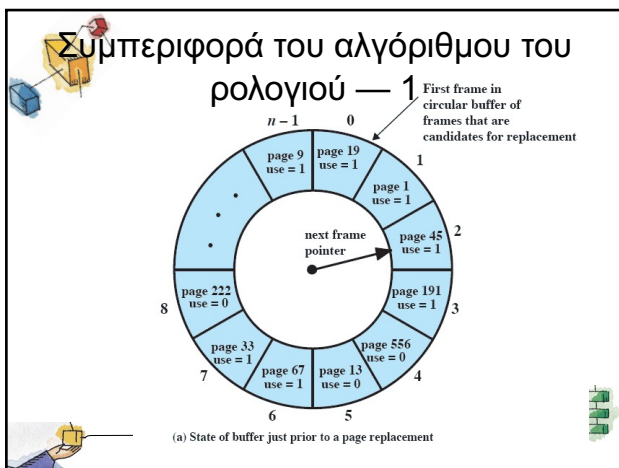 Συμπεριφορά του αλγόριθμου του
ρολογιού — 1
First frame in
circular buffer of
frames that are
candidates for replacement
n – 1
0
page 9
use = 1
page 19
use = 1
1
page 1
use = 1
2
page 45
use = 1
next frame
pointer
page 191
use = 1
3
page 556
use = 0
4
page 13
use = 0
5
page 67
use = 1
6
page 33
use = 1
7
page 222
use = 0
8
(a) State of buffer just prior to a page replacement